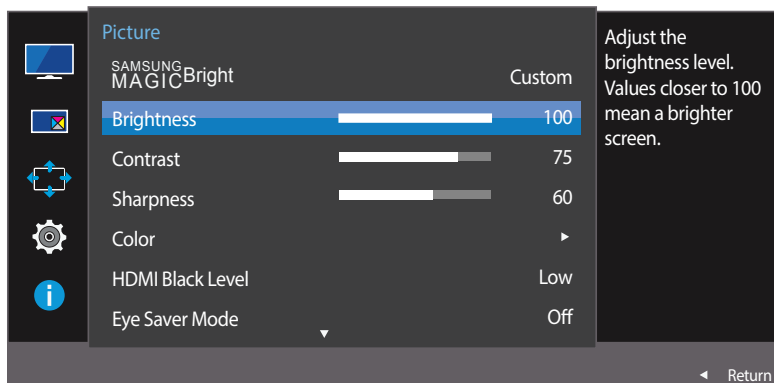 Picture
SAMSUNG
MAGICBright Custom
Brightness 100
Contrast 75
Sharpness 60
Color
HDMI Black Level Low
Eye Saver Mode Off
Adjust the
brightness level.
Values closer to 100
mean a brighter
screen.
Return